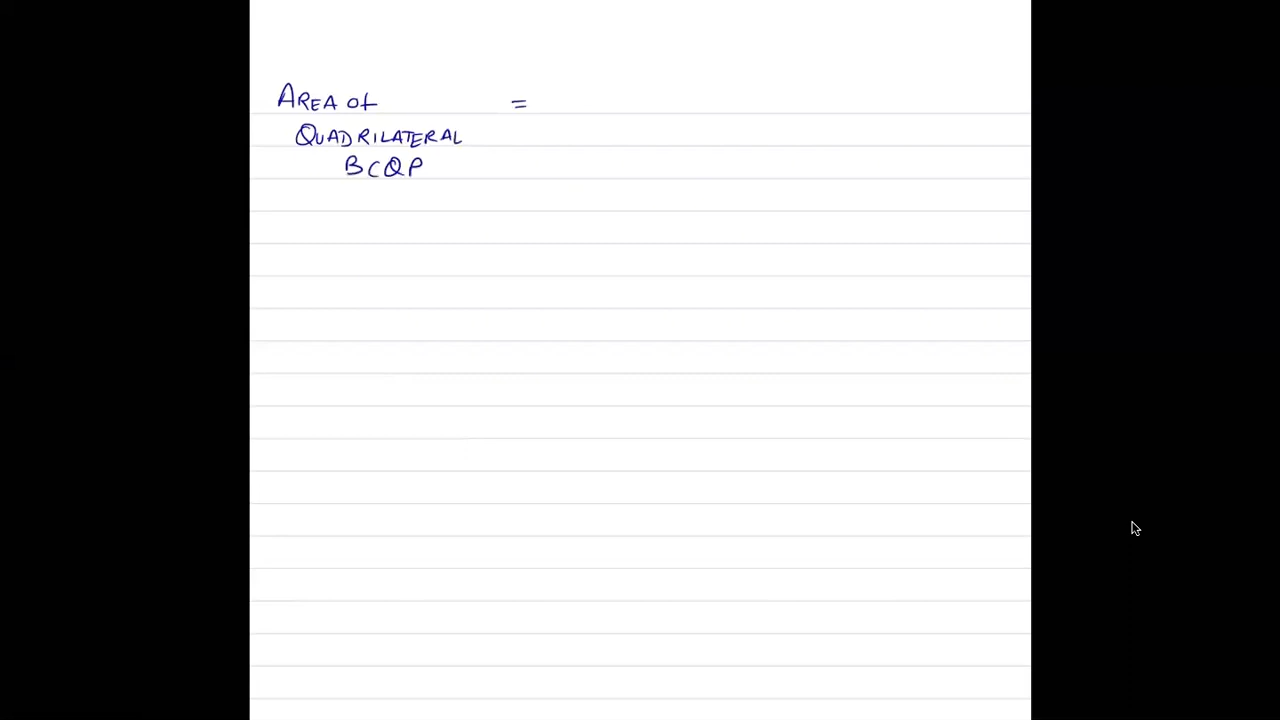 AREA of =
QUADRILATERAL
BCQP